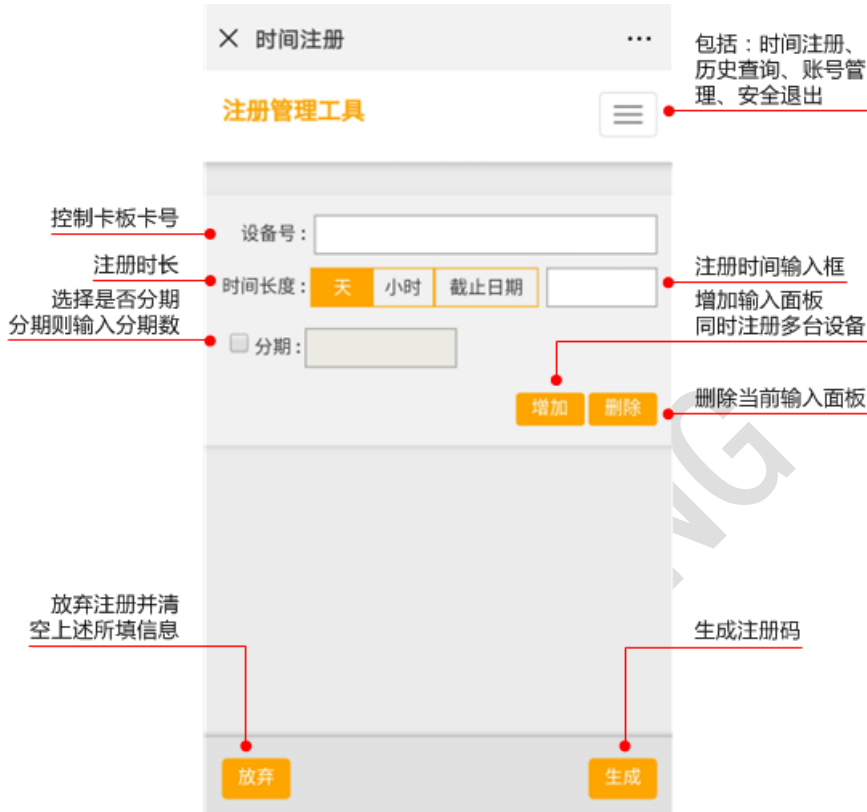 时间注册
包括：时间注册、
历史查询、账号管
理、安全退出
注册管理工具
控制卡板卡号
设备号：
注册时长
时间长度：
天
小时
截止日期
注册时间输入框
选择是否分期
分期则输入分期数
分期：
增加输入面板
同时注册多台设备
增加
删除
删除当前输入面板
放弃注册并清
空上述所填信息
生成注册码
放弃
生成